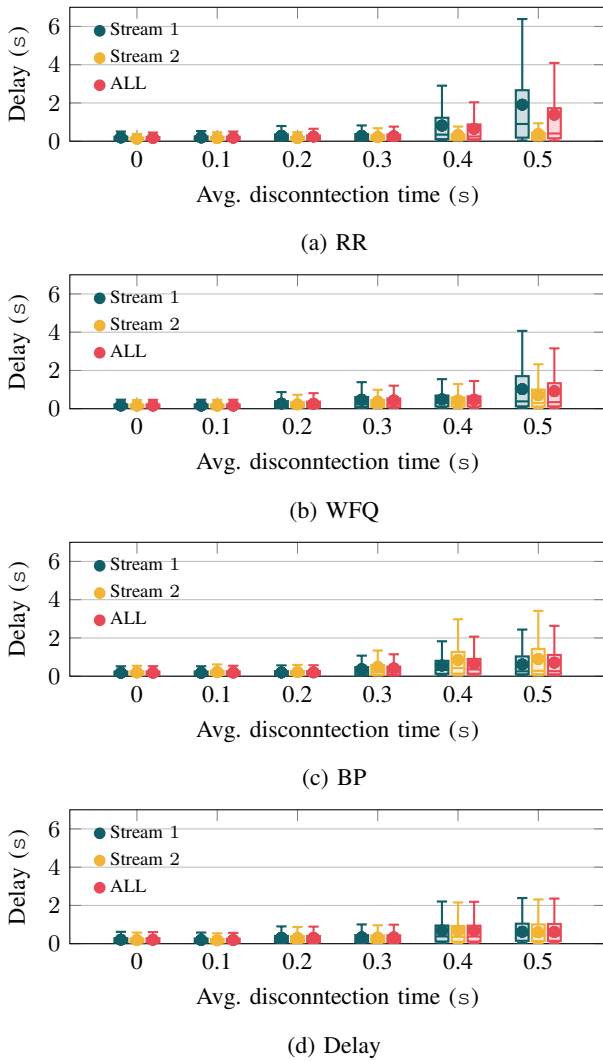 6
4
2
0
Delay (s)
Stream 1
Stream 2
ALL
0 0.1 0.2 0.3 0.4 0.5
Avg. disconntection time (s)
(a) RR
6
4
2
0
Delay (s)
Stream 1
Stream 2
ALL
0 0.1 0.2 0.3 0.4 0.5
Avg. disconntection time (s)
(b) WFQ
6
4
2
0
Delay (s)
Stream 1
Stream 2
ALL
0 0.1 0.2 0.3 0.4 0.5
Avg. disconntection time (s)
(c) BP
6
4
2
0
Delay (s)
Stream 1
Stream 2
ALL
0 0.1 0.2 0.3 0.4 0.5
Avg. disconntection time (s)
(d) Delay